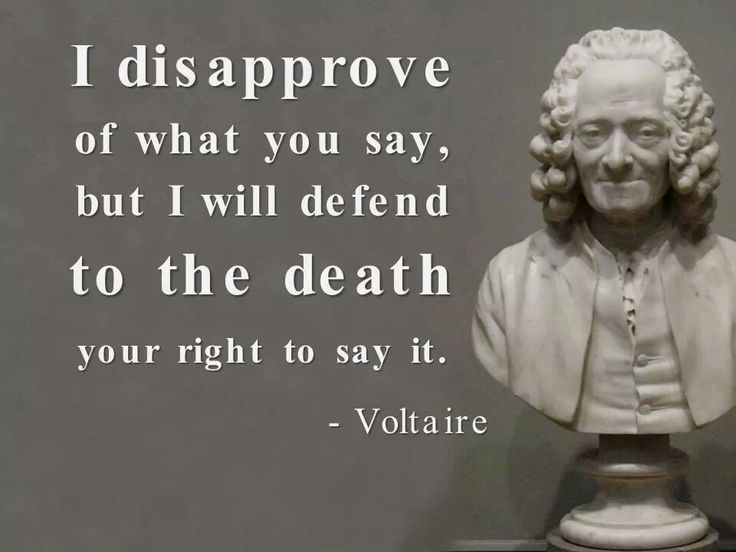 I disapprove
of what you say,
but I will defend
to the death
your right to say it.
- Voltaire